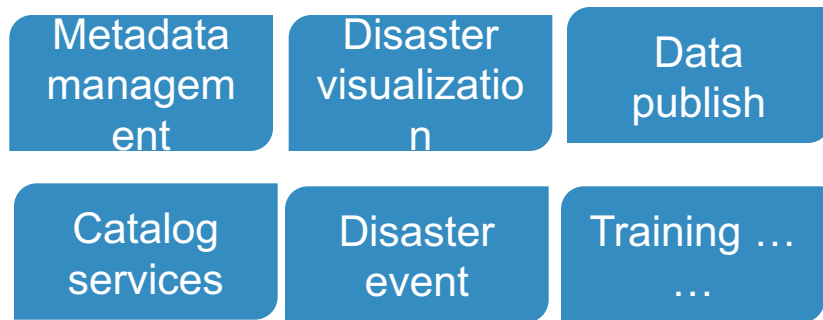 Metadata
managem
ent
Disaster
visualizatio
n
Data
publish
Catalog
services
Disaster
event
Training …
…